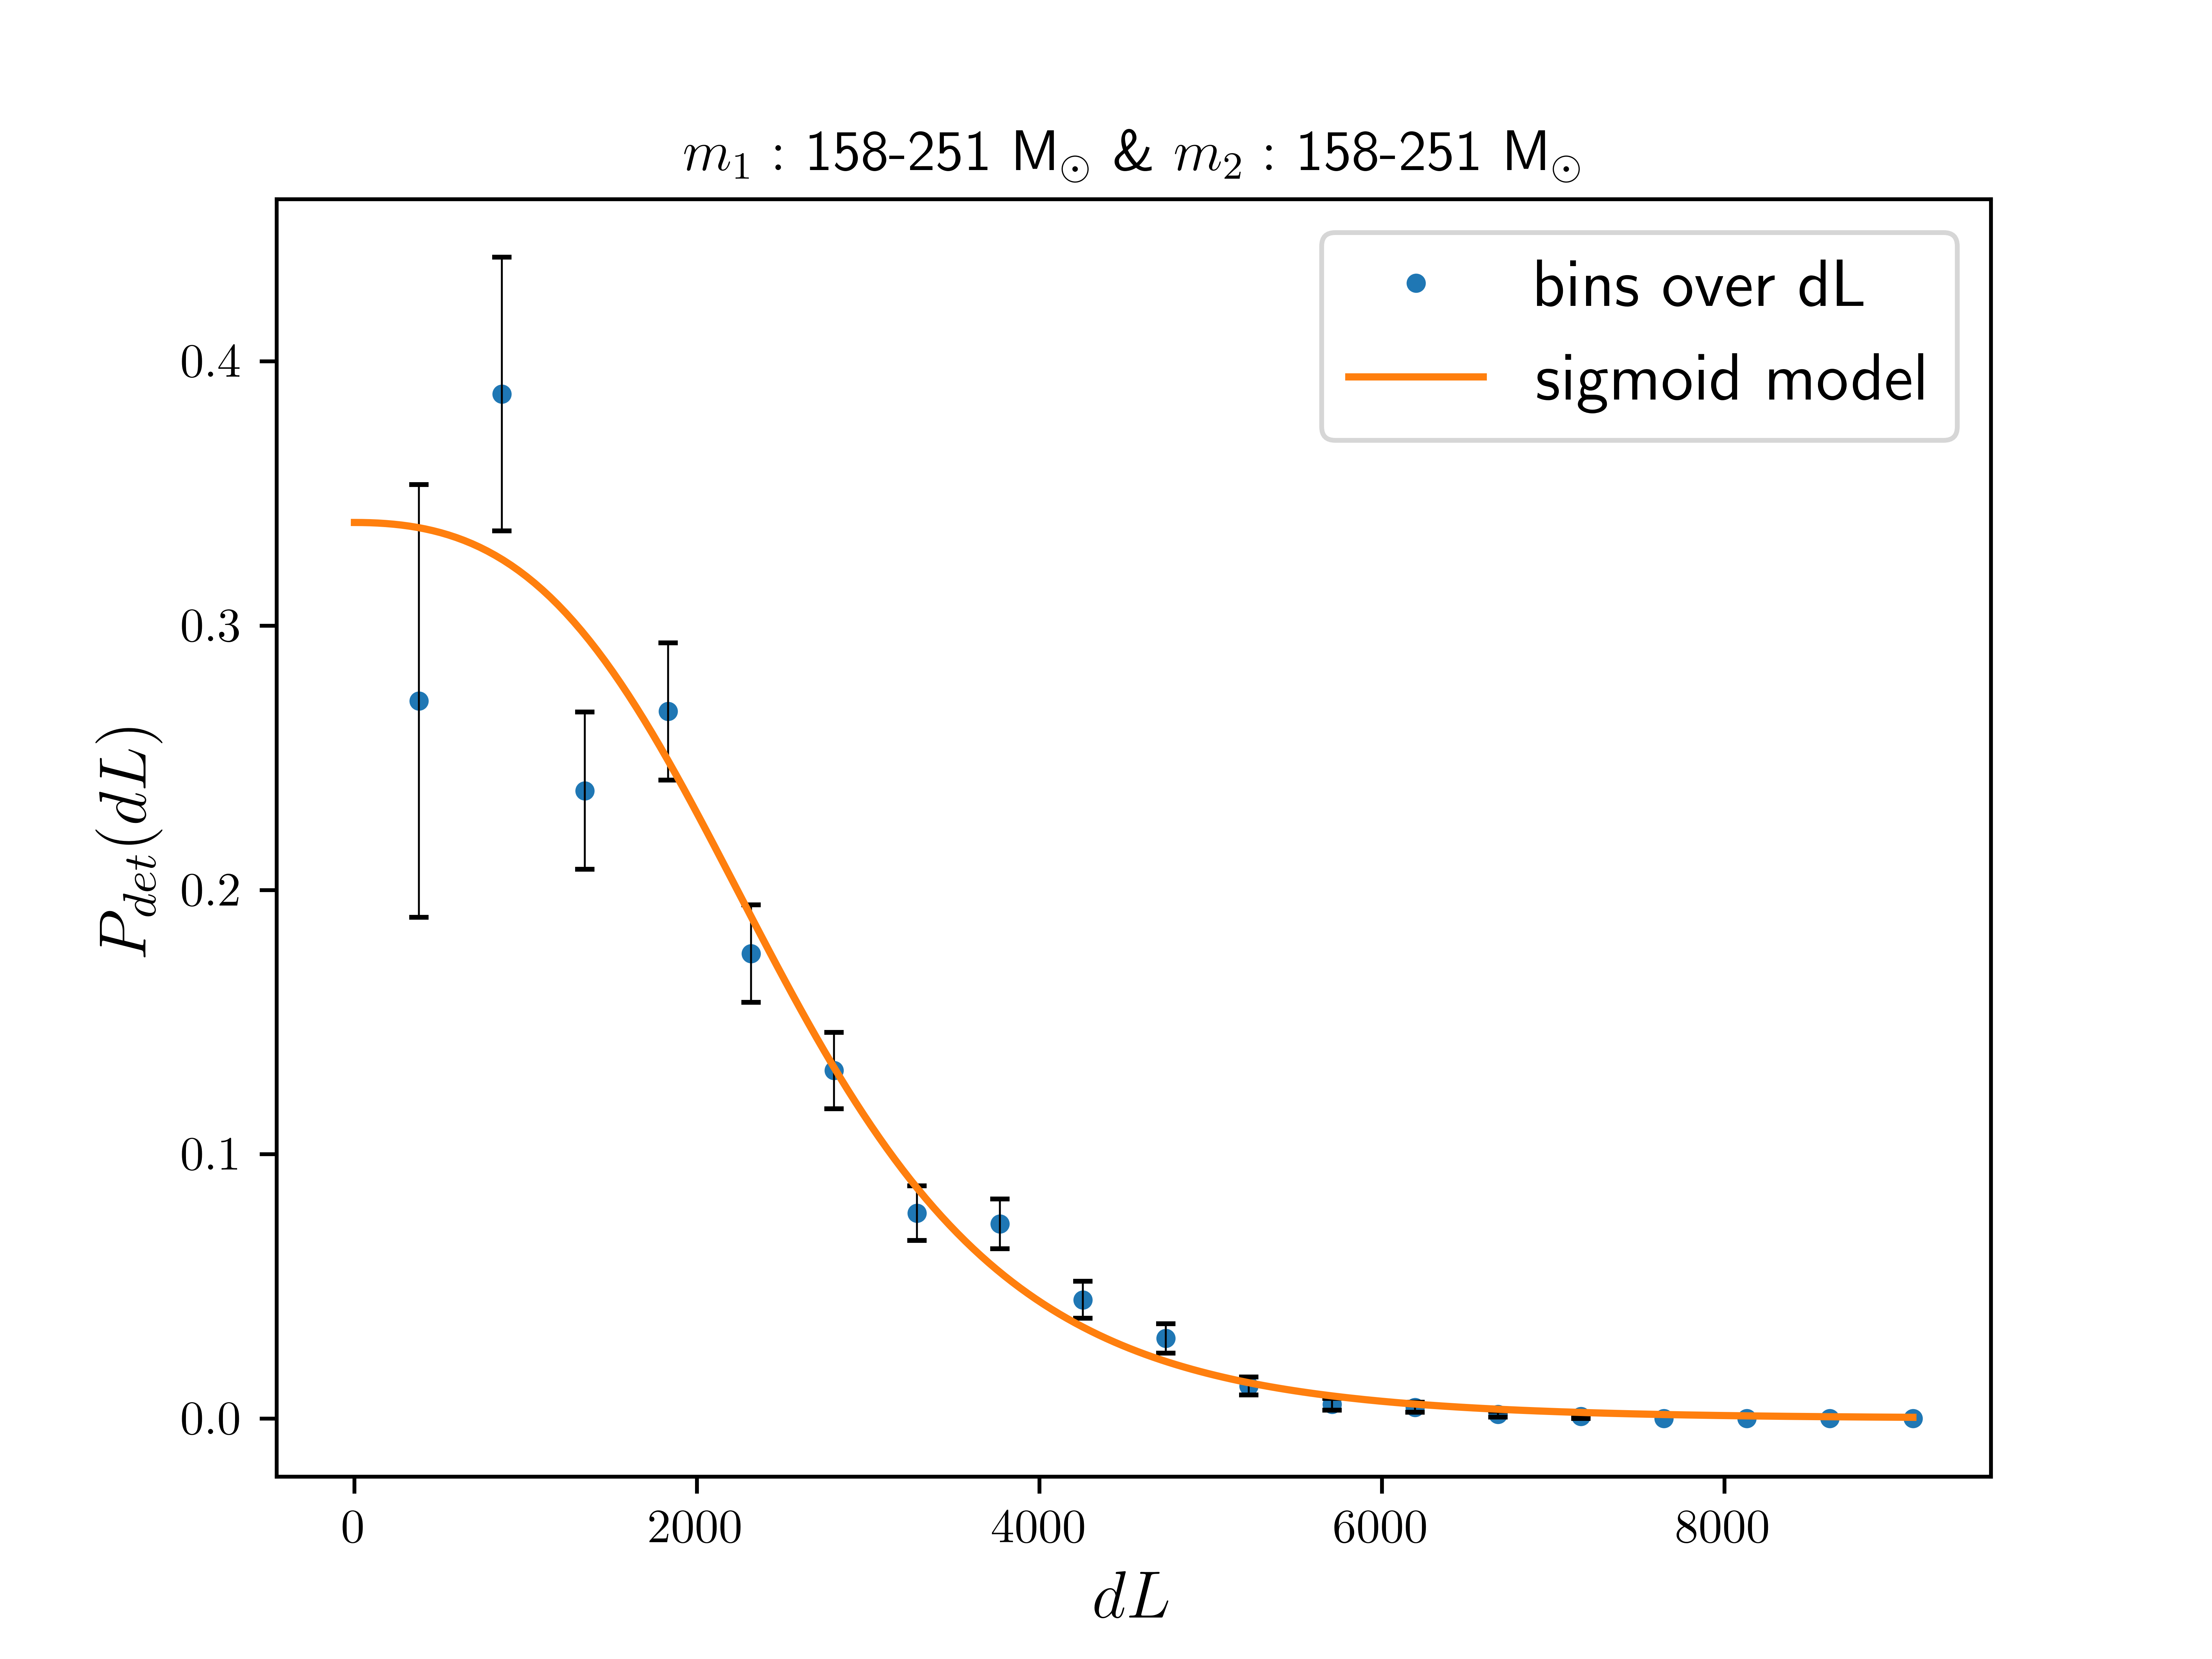 m₁ : 158-251 M⊙ & m₂ : 158-251 M⊙
bins over dL
sigmoid model
P_det(dL)
0.4
0.3
0.2
0.1
0.0
0 2000 4000 6000 8000
dL